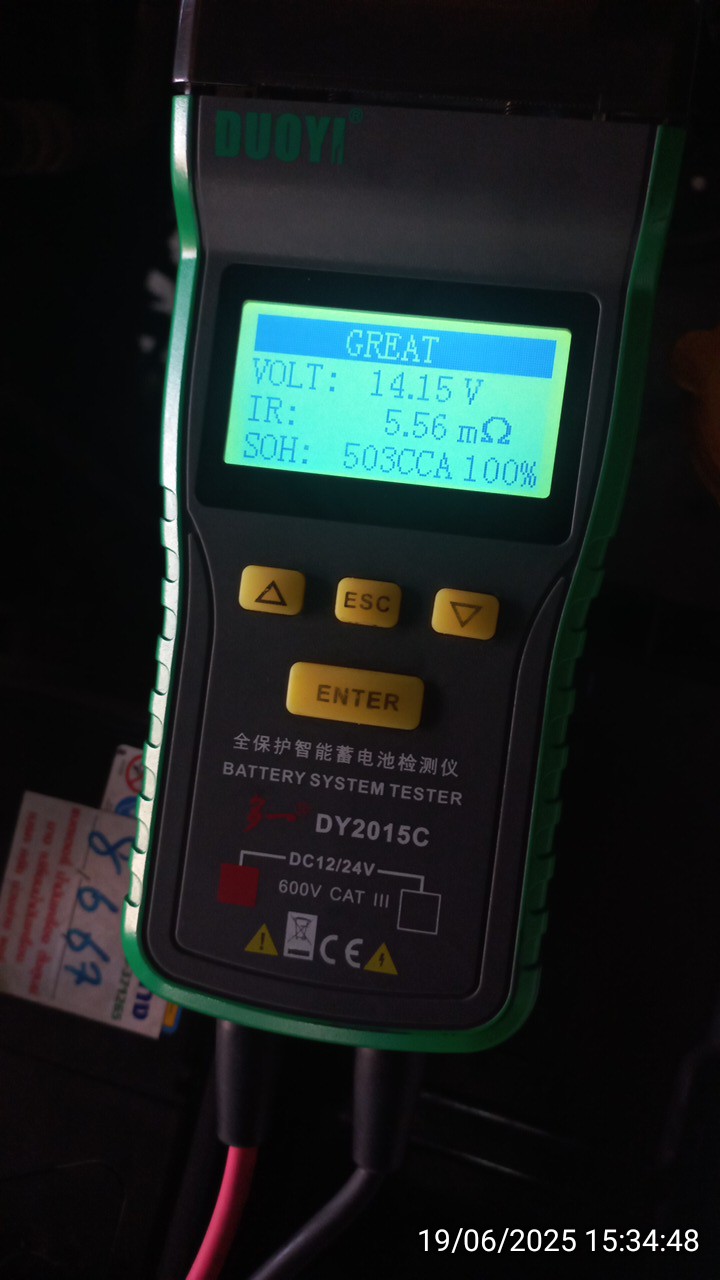 DUOYI®
GREAT
VOLT: 14.15 V
IR: 5.56 mΩ
SOH: 503CCA 100%
ESC
ENTER
全保护智能蓄电池检测仪
BATTERY SYSTEM TESTER
DY2015C
DC12/24V
600V CAT III
CE
8,667
19/06/2025 15:34:48